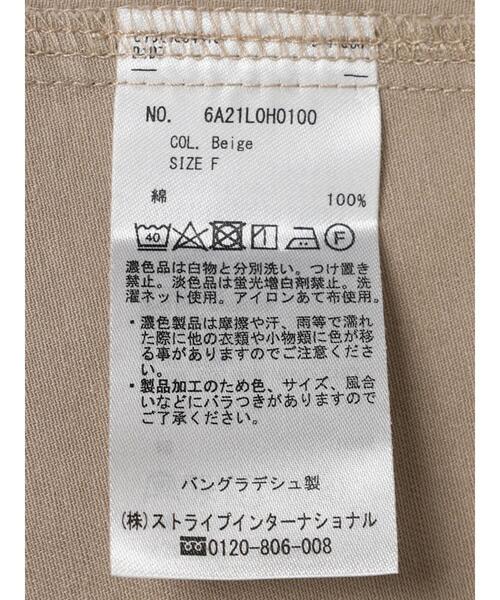 NO. 6A21L0H0100
COL. Beige
SIZE F
綿 100%
40 F
濃色品は白物と分別洗い。つけ置き
禁止。淡色品は蛍光増白剤禁止。洗
濯ネット使用。アイロンあて布使用。
・濃色製品は摩擦や汗、雨等で濡れ
た際に他の衣類や小物類に色が移
る事がありますのでご注意くださ
い。
・製品加工のため色、サイズ、風合
いなどにバラつきがありますので
ご了承ください。
バングラデシュ製
(株)ストライプインターナショナル
0120-806-008